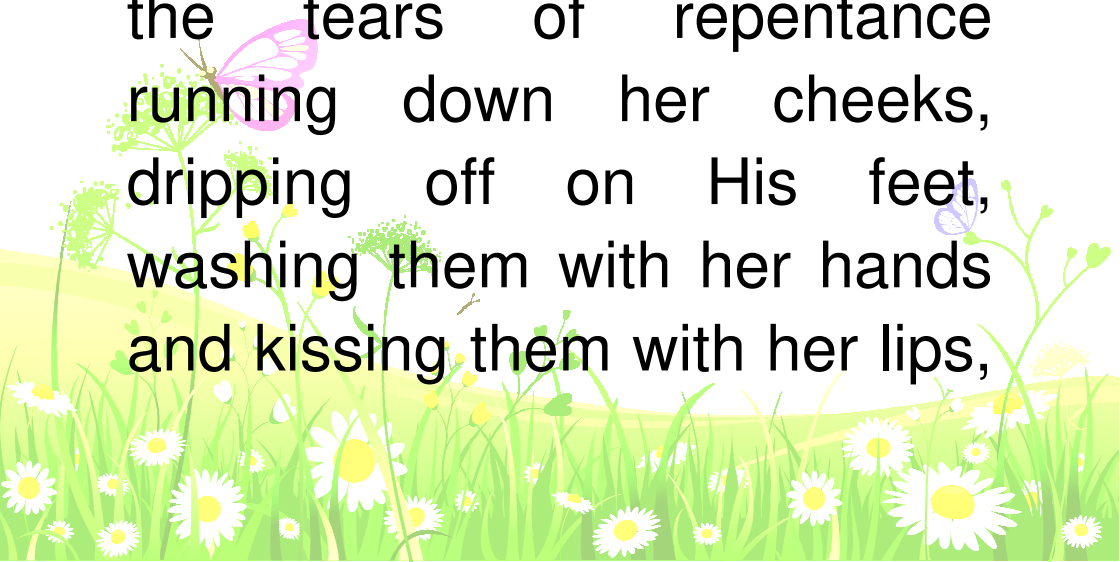 the tears of repentance
running down her cheeks,
dripping off on His feet,
washing them with her hands
and kissing them with her lips,